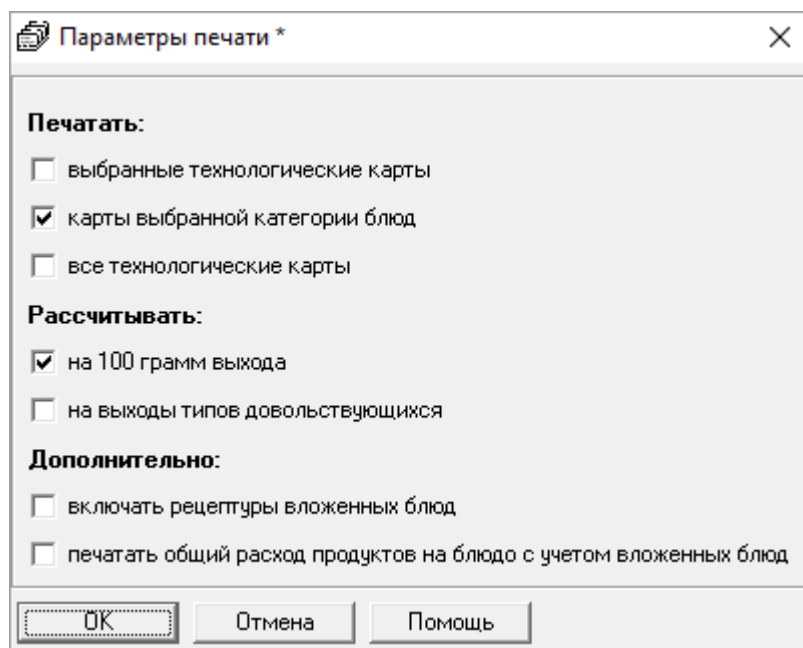 Параметры печати *
Печатать:
выбранные технологические карты
карты выбранной категории блюд
все технологические карты
Рассчитывать:
на 100 грамм выхода
на выходы типов довольствующихся
Дополнительно:
включать рецептуры вложенных блюд
печатать общий расход продуктов на блюдо с учетом вложенных блюд
OK Отмена Помощь